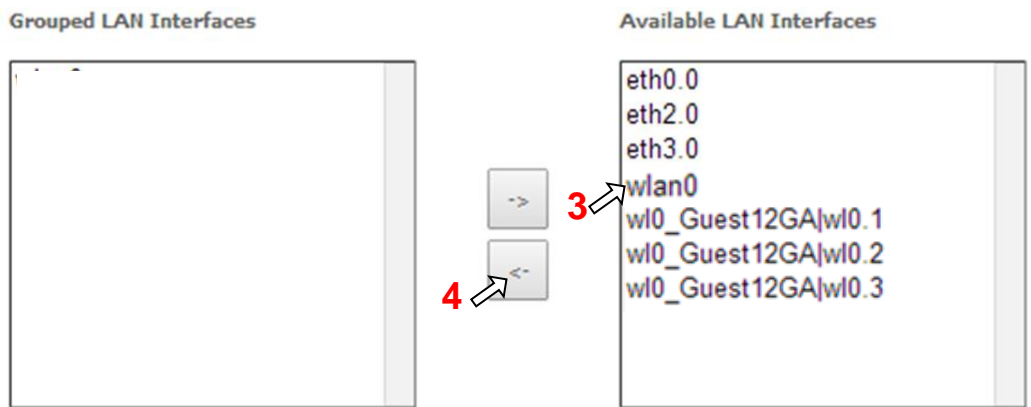 Grouped LAN Interfaces
Available LAN Interfaces
eth0.0
eth2.0
eth3.0
wlan0
wl0_Guest12GA|wl0.1
wl0_Guest12GA|wl0.2
wl0_Guest12GA|wl0.3
->
3
<-
4